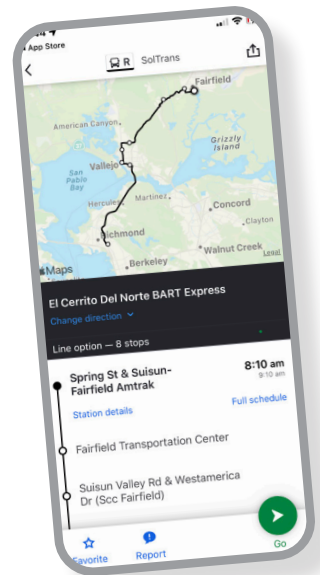 App Store
R SolTrans
Fairfield
American Canyon
Grizzly
Island
Vallejo
San
Pablo
Bay
Hercules
Martinez
Concord
Clayton
Richmond
Walnut Creek
Maps
Berkeley
Legal
El Cerrito Del Norte BART Express
Change direction
Line option — 8 stops
Spring St & Suisun-
Fairfield Amtrak
8:10 am
9:10 am
Station details
Full schedule
Fairfield Transportation Center
Suisun Valley Rd & Westamerica
Dr (Scc Fairfield)
Favorite
Report
Go